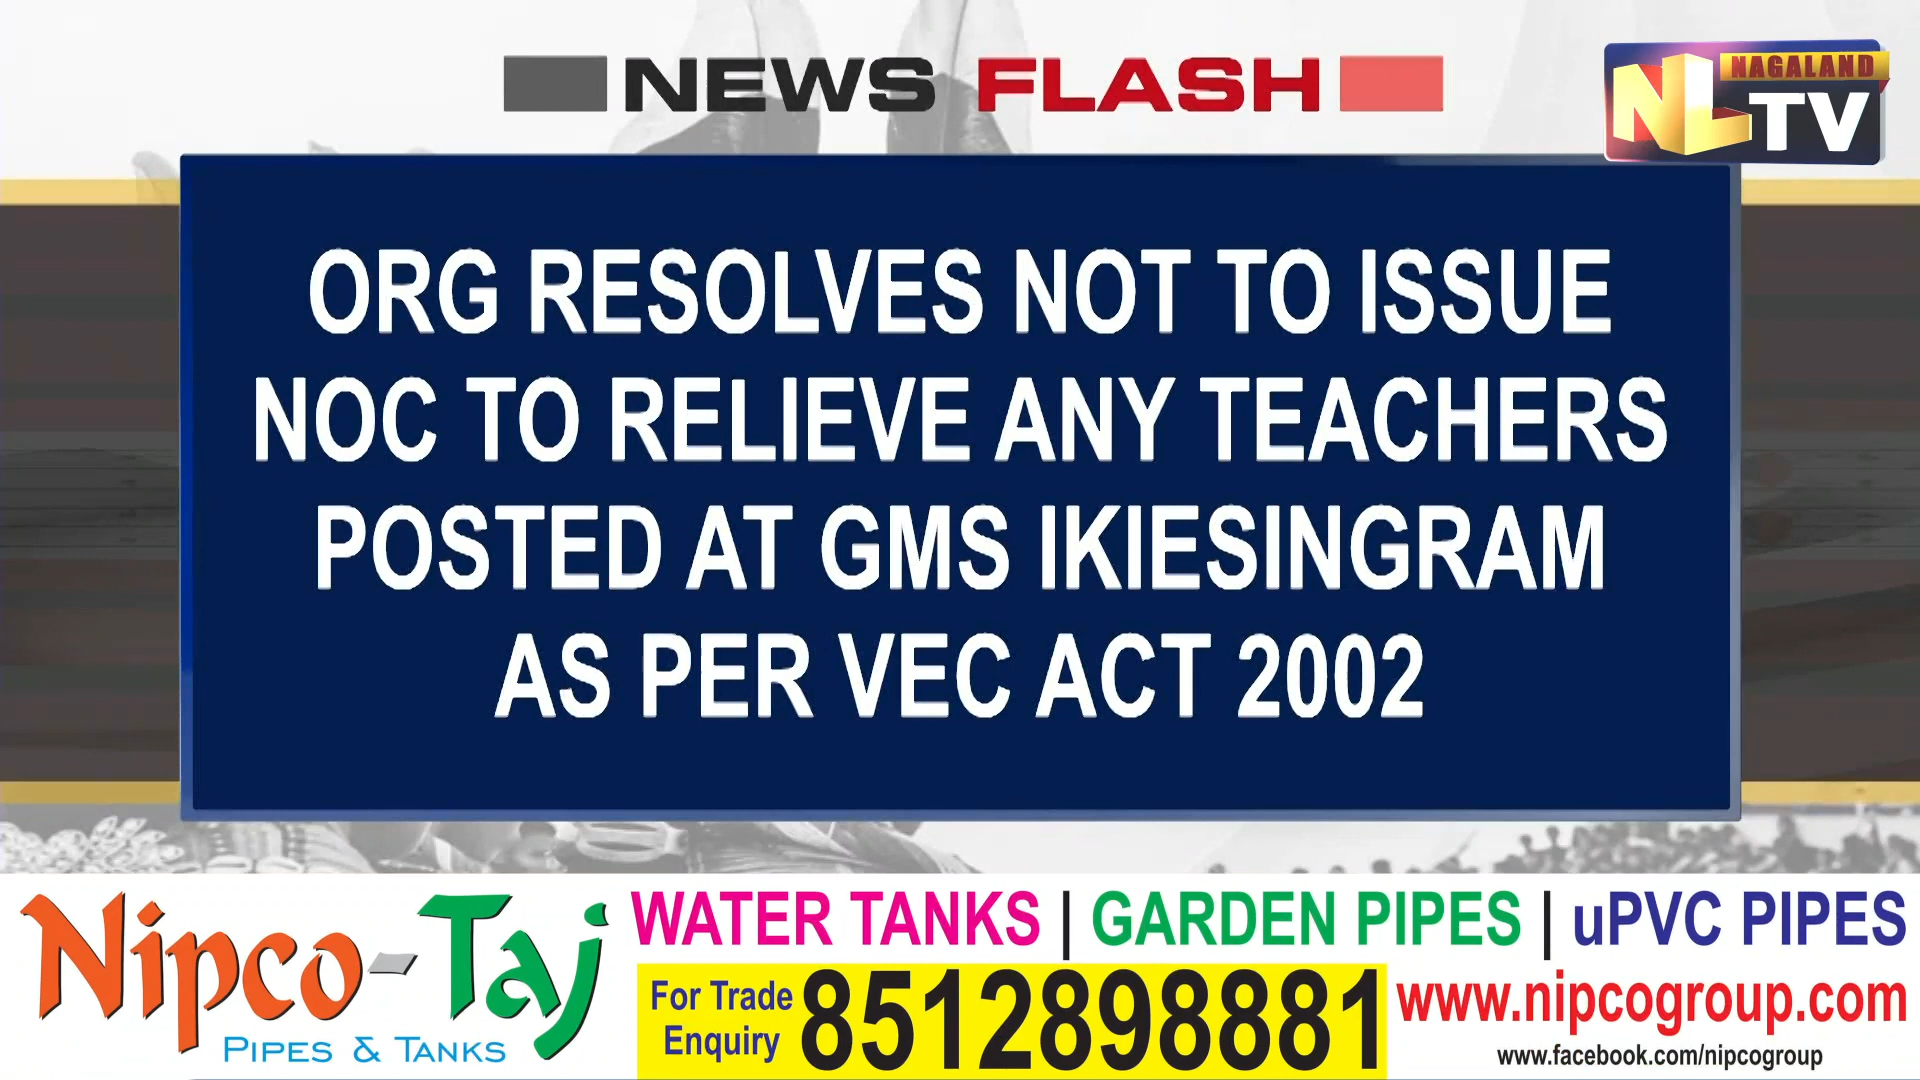 NEWS FLASH
NAGALAND
NL TV
ORG RESOLVES NOT TO ISSUE
NOC TO RELIEVE ANY TEACHERS
POSTED AT GMS IKIESINGRAM
AS PER VEC ACT 2002
Nipco-Taj
PIPES & TANKS
WATER TANKS | GARDEN PIPES | uPVC PIPES
For Trade
Enquiry
8512898881
www.nipcogroup.com
www.facebook.com/nipcogroup